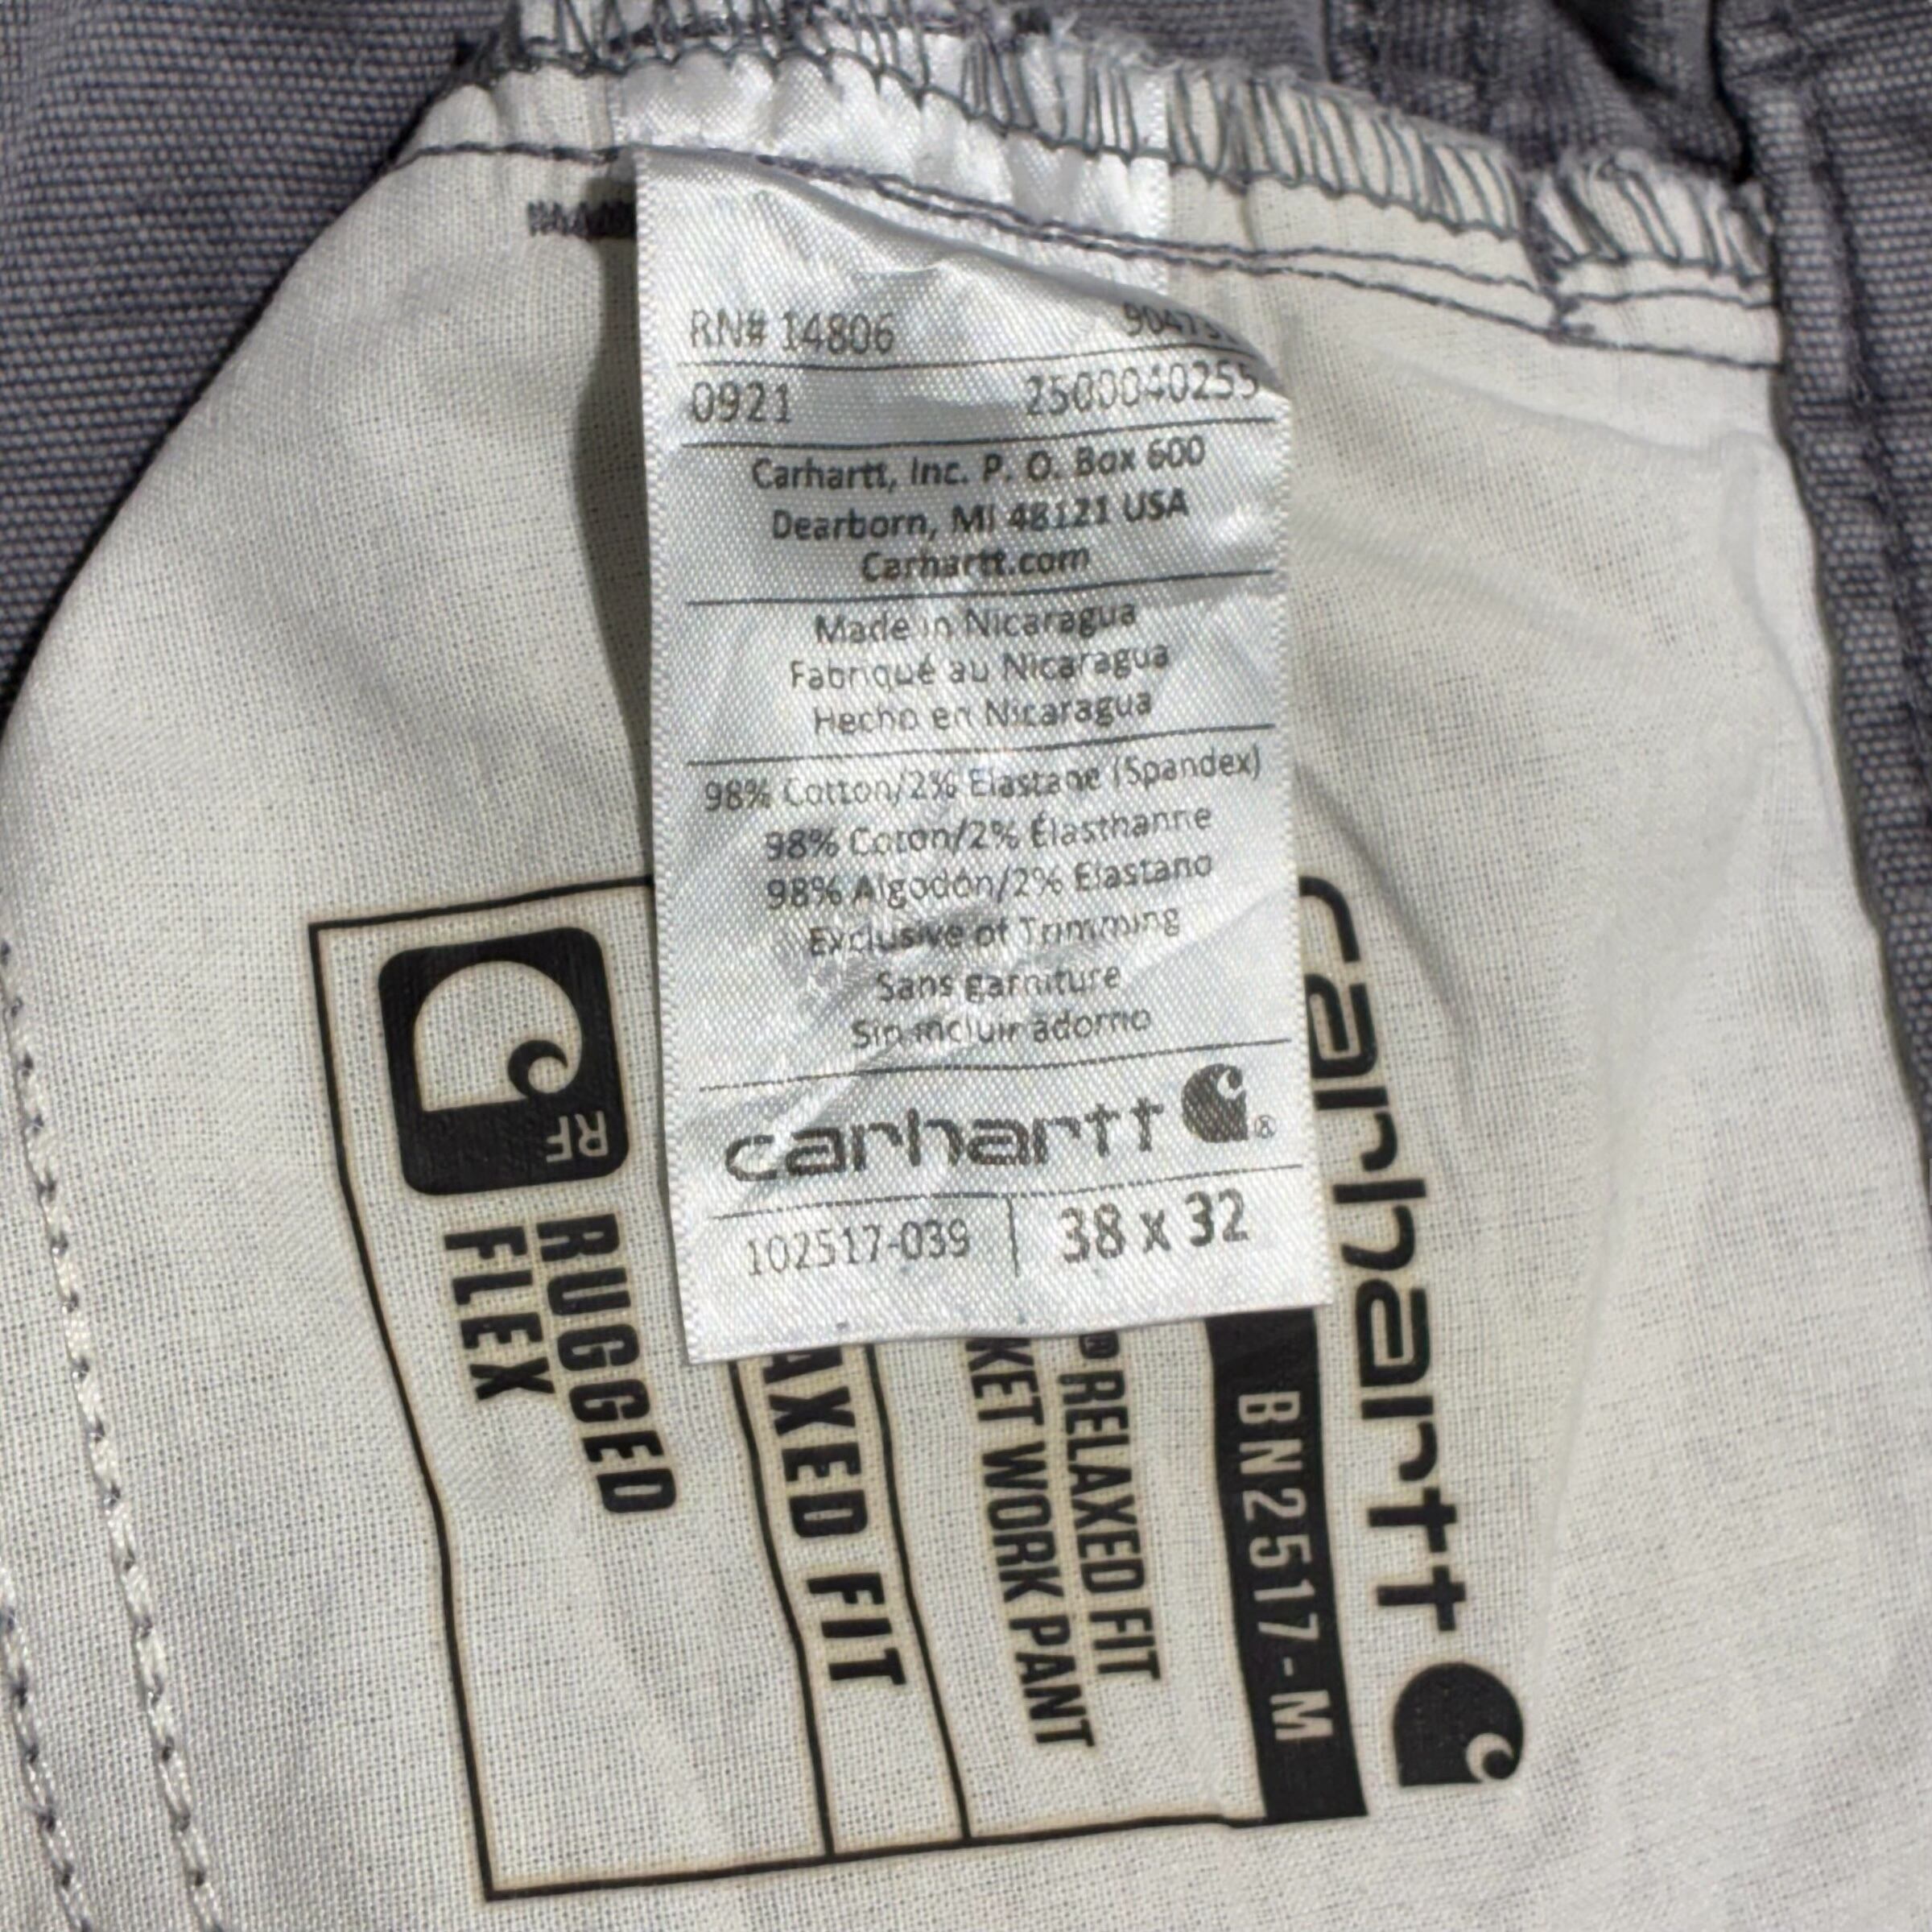 RN# 14806
0921 2500040255
Carhartt, Inc. P. O. Box 600
Dearborn, MI 48121 USA
Carhartt.com
Made in Nicaragua
Fabriqué au Nicaragua
Hecho en Nicaragua
98% Cotton/2% Elastane (Spandex)
98% Coton/2% Élasthanne
98% Algodón/2% Elastano
Exclusive of Trimming
Sans garniture
Sin incluir adorno
carhartt ®
102517-039 | 38 x 32
carhartt
BN2517-M
® RELAXED FIT
KET WORK PANT
AXED FIT
RF
RUGGED
FLEX